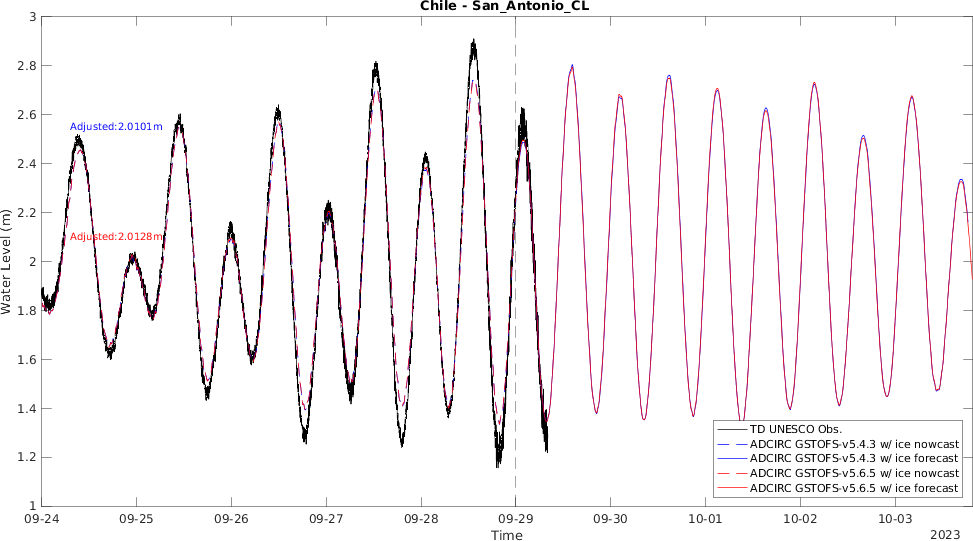 Chile - San_Antonio_CL
3
2.8
2.6
2.4
2.2
2
1.8
1.6
1.4
1.2
1
Water Level (m)
Adjusted:2.0101m
Adjusted:2.0128m
TD UNESCO Obs.
ADCIRC GSTOFS-v5.4.3 w/ ice nowcast
ADCIRC GSTOFS-v5.4.3 w/ ice forecast
ADCIRC GSTOFS-v5.6.5 w/ ice nowcast
ADCIRC GSTOFS-v5.6.5 w/ ice forecast
09-24 09-25 09-26 09-27 09-28 09-29 09-30 10-01 10-02 10-03
Time
2023